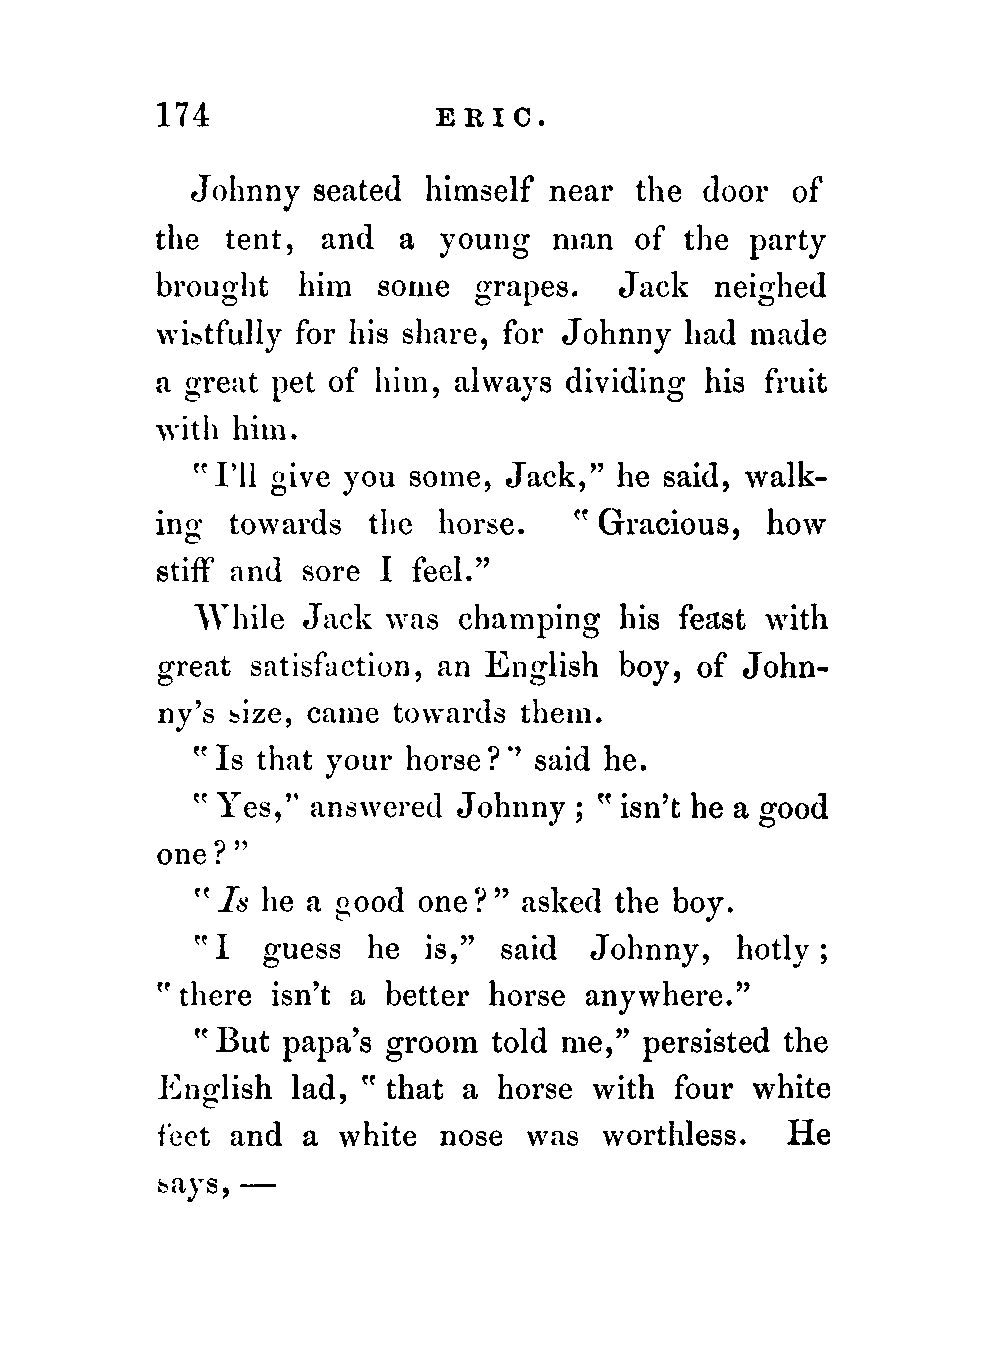 174 ERIC.
Johnny seated himself near the door of
the tent, and a young man of the party
brought him some grapes. Jack neighed
wistfully for his share, for Johnny had made
a great pet of him, always dividing his fruit
with him.
"I'll give you some, Jack," he said, walk-
ing towards the horse. "Gracious, how
stiff and sore I feel."
While Jack was champing his feast with
great satisfaction, an English boy, of John-
ny's size, came towards them.
"Is that your horse?" said he.
"Yes," answered Johnny; "isn't he a good
one?"
"Is he a good one?" asked the boy.
"I guess he is," said Johnny, hotly;
"there isn't a better horse anywhere."
"But papa's groom told me," persisted the
English lad, "that a horse with four white
feet and a white nose was worthless. He
says,—